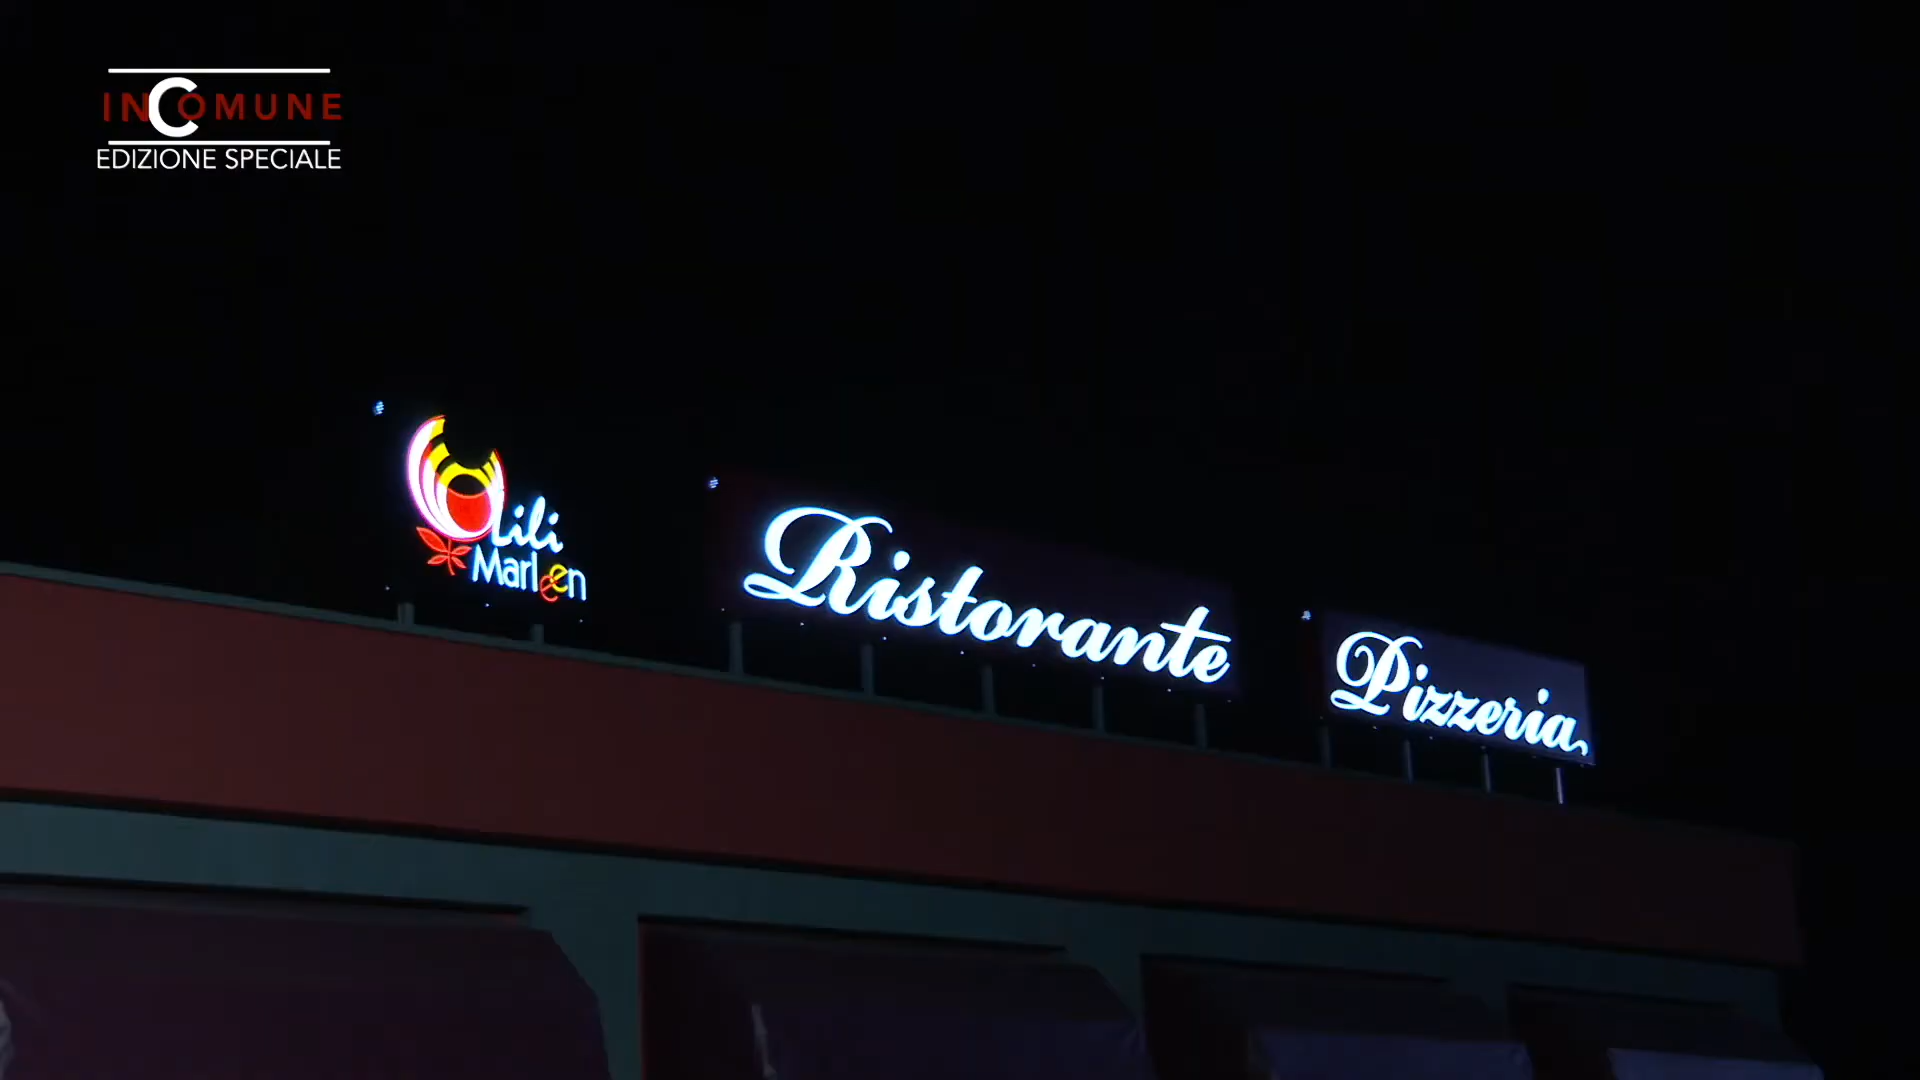 INCOMUNE
EDIZIONE SPECIALE
Lili
Marleen
Ristorante
Pizzeria